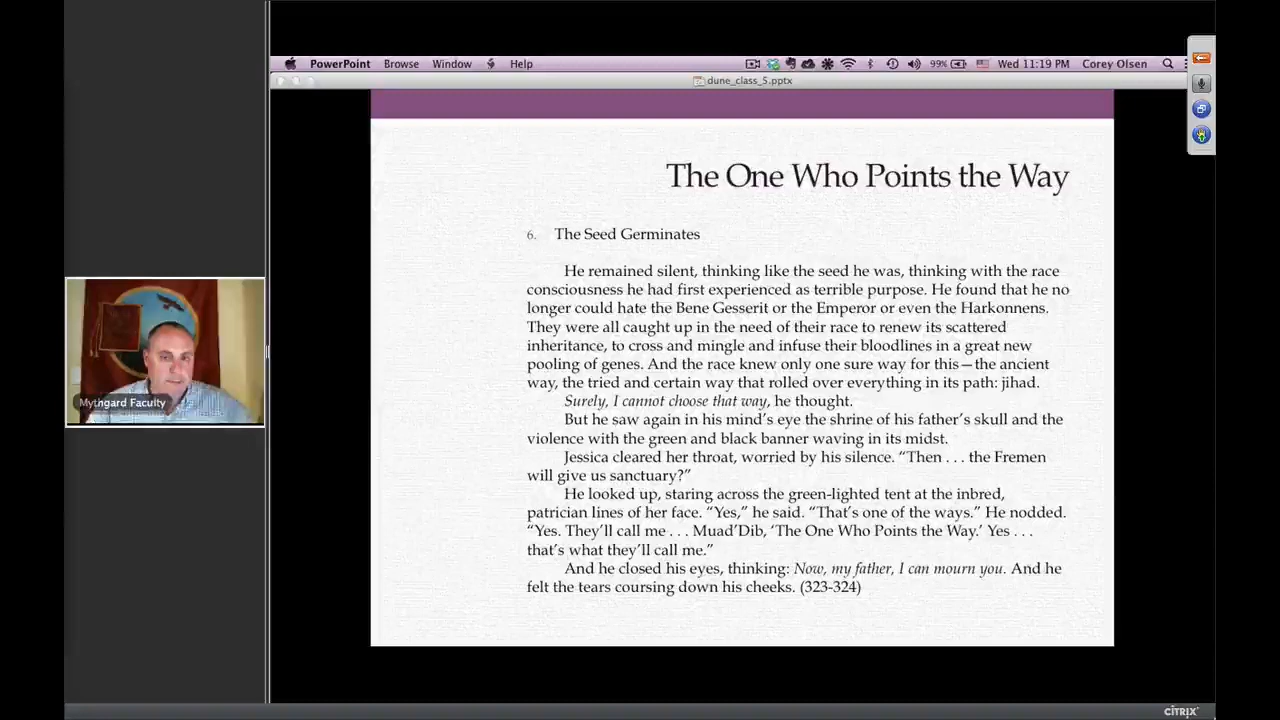 PowerPoint Browse Window Help 99% Wed 11:19 PM Corey Olsen
dune_class_5.pptx
The One Who Points the Way
6. The Seed Germinates
He remained silent, thinking like the seed he was, thinking with the race
consciousness he had first experienced as terrible purpose. He found that he no
longer could hate the Bene Gesserit or the Emperor or even the Harkonnens.
They were all caught up in the need of their race to renew its scattered
inheritance, to cross and mingle and infuse their bloodlines in a great new
pooling of genes. And the race knew only one sure way for this—the ancient
way, the tried and certain way that rolled over everything in its path: jihad.
Surely, I cannot choose that way, he thought.
But he saw again in his mind’s eye the shrine of his father’s skull and the
violence with the green and black banner waving in its midst.
Jessica cleared her throat, worried by his silence. “Then . . . the Fremen
will give us sanctuary?”
He looked up, staring across the green-lighted tent at the inbred,
patrician lines of her face. “Yes,” he said. “That’s one of the ways.” He nodded.
“Yes. They’ll call me . . . Muad’Dib, ‘The One Who Points the Way.’ Yes . . .
that’s what they’ll call me.”
And he closed his eyes, thinking: Now, my father, I can mourn you. And he
felt the tears coursing down his cheeks. (323-324)
Mythgard Faculty
CITRIX